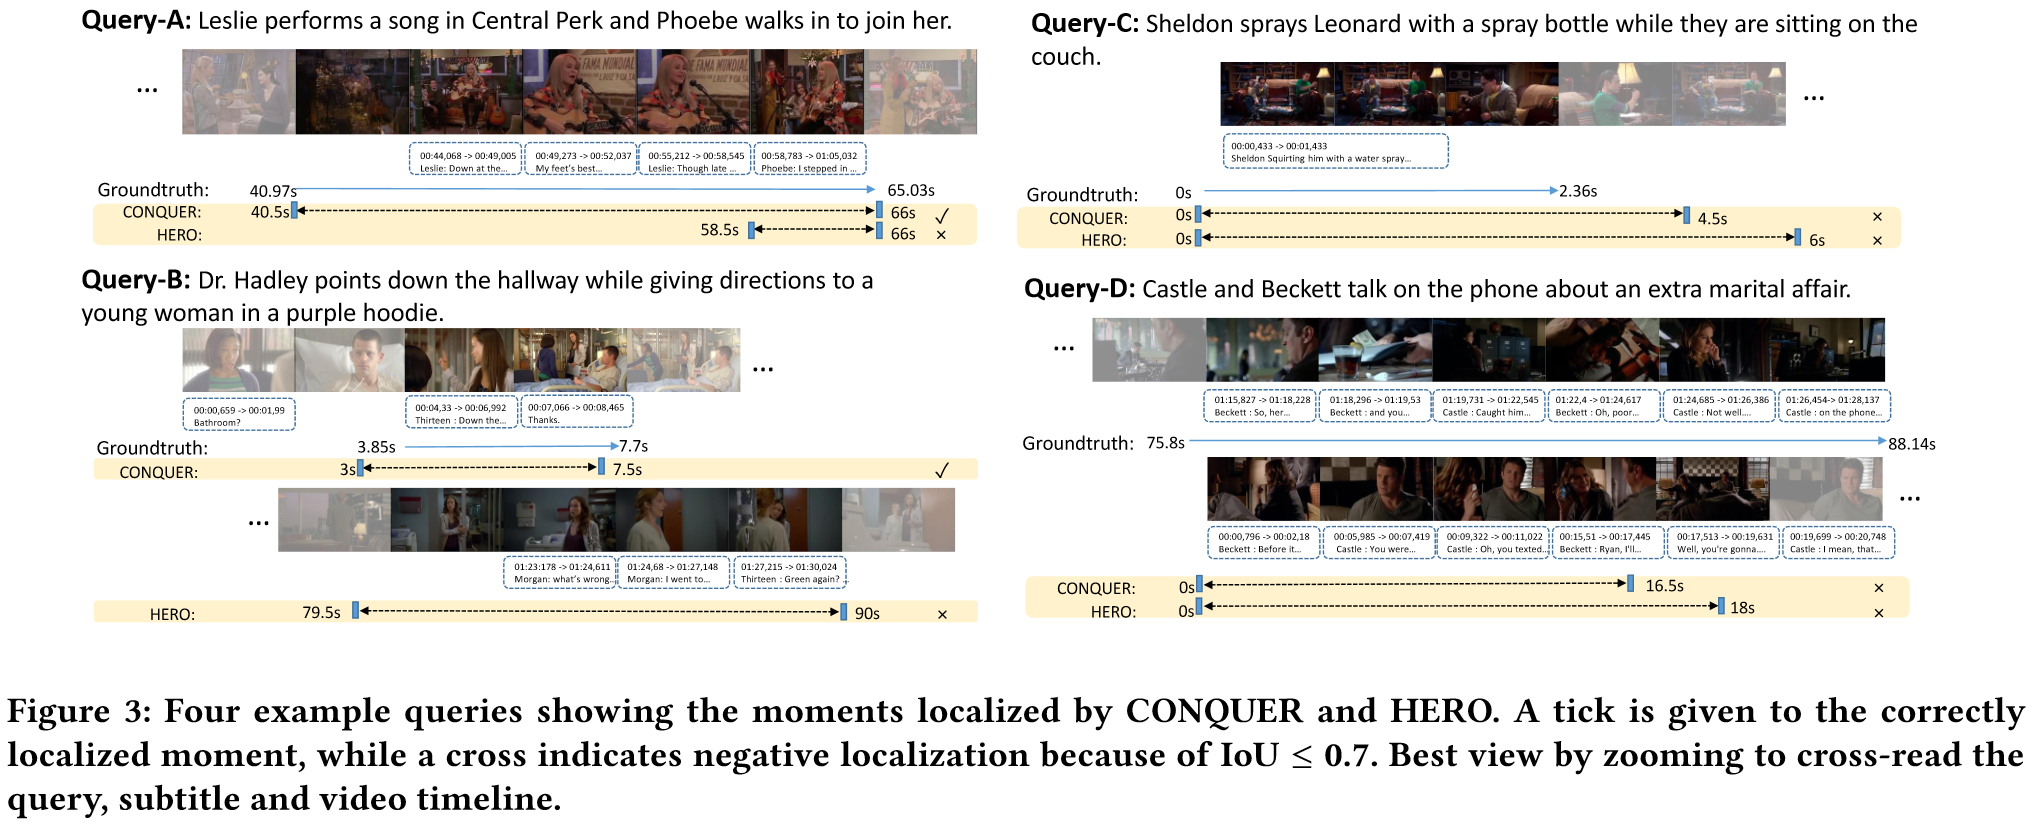 Query-A: Leslie performs a song in Central Perk and Phoebe walks in to join her.
...
00:44,068 -> 00:49,005
Leslie: Down at the...
00:49,273 -> 00:52,037
My feet's best...
00:55,212 -> 00:58,545
Leslie: Though late ...
00:58,783 -> 01:05,032
Phoebe: I stepped in ...
Groundtruth: 40.97s 65.03s
CONQUER: 40.5s 66s ✓
HERO: 58.5s 66s ×
Query-B: Dr. Hadley points down the hallway while giving directions to a
young woman in a purple hoodie.
...
00:00,659 -> 00:01,99
Bathroom?
00:04,33 -> 00:06,992
Thirteen : Down the...
00:07,066 -> 00:08,465
Thanks.
Groundtruth: 3.85s 7.7s
CONQUER: 3s 7.5s ✓
...
01:23:178 -> 01:24,611
Morgan: what's wrong...
01:24,68 -> 01:27,148
Morgan: I went to...
01:27,215 -> 01:30,024
Thirteen : Green again?
HERO: 79.5s 90s ×
Query-C: Sheldon sprays Leonard with a spray bottle while they are sitting on the
couch.
...
00:00,433 -> 00:01,433
Sheldon Squirting him with a water spray...
Groundtruth: 0s 2.36s
CONQUER: 0s 4.5s ×
HERO: 0s 6s ×
Query-D: Castle and Beckett talk on the phone about an extra marital affair.
...
01:15,827 -> 01:18,228
Beckett : So, her...
01:18,296 -> 01:19,53
Beckett : and you...
01:19,731 -> 01:22,545
Castle : Caught him...
01:22,4 -> 01:24,617
Beckett : Oh, poor...
01:24,685 -> 01:26,386
Castle : Not well....
01:26,454-> 01:28,137
Castle : on the phone...
Groundtruth: 75.8s 88.14s
...
00:00,796 -> 00:02,18
Beckett : Before it...
00:05,985 -> 00:07,419
Castle : You were...
00:09,322 -> 00:11,022
Castle : Oh, you texted...
00:15,51 -> 00:17,445
Beckett : Ryan, I'll...
00:17,513 -> 00:19,631
Well, you're gonna....
00:19,699 -> 00:20,748
Castle : I mean, that...
CONQUER: 0s 16.5s ×
HERO: 0s 18s ×
Figure 3: Four example queries showing the moments localized by CONQUER and HERO. A tick is given to the correctly
localized moment, while a cross indicates negative localization because of IoU ≤ 0.7. Best view by zooming to cross-read the
query, subtitle and video timeline.